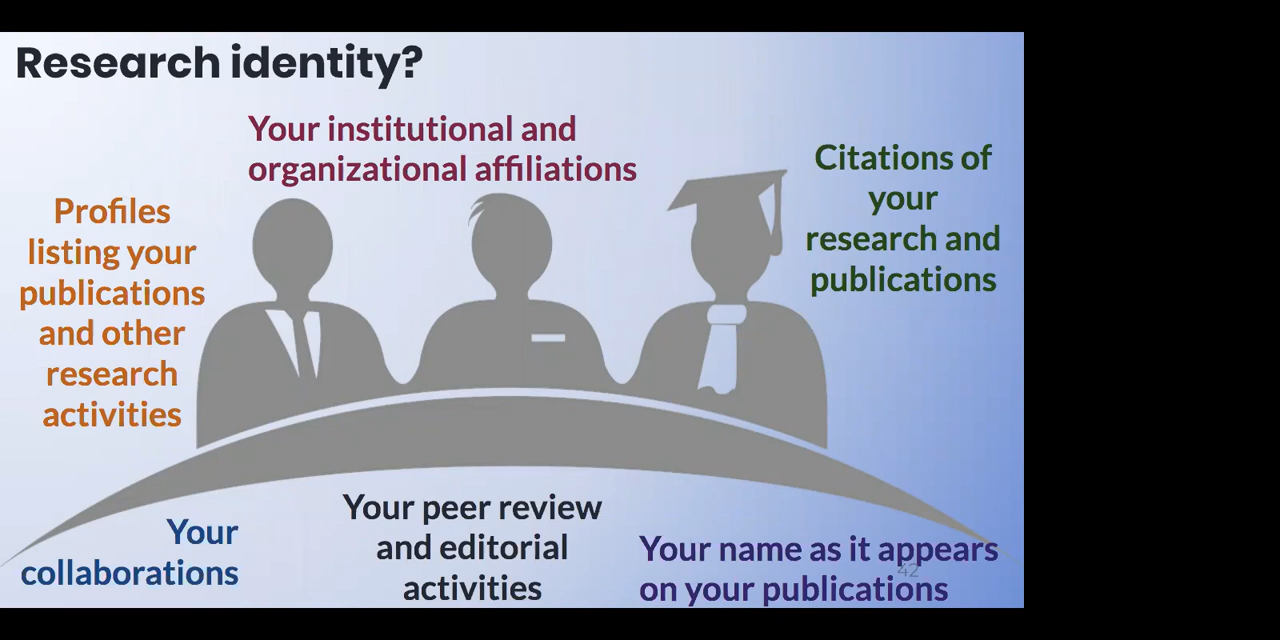 Research identity?
Your institutional and
organizational affiliations
Citations of
your
research and
publications
Profiles
listing your
publications
and other
research
activities
Your
collaborations
Your peer review
and editorial
activities
Your name as it appears
on your publications
42